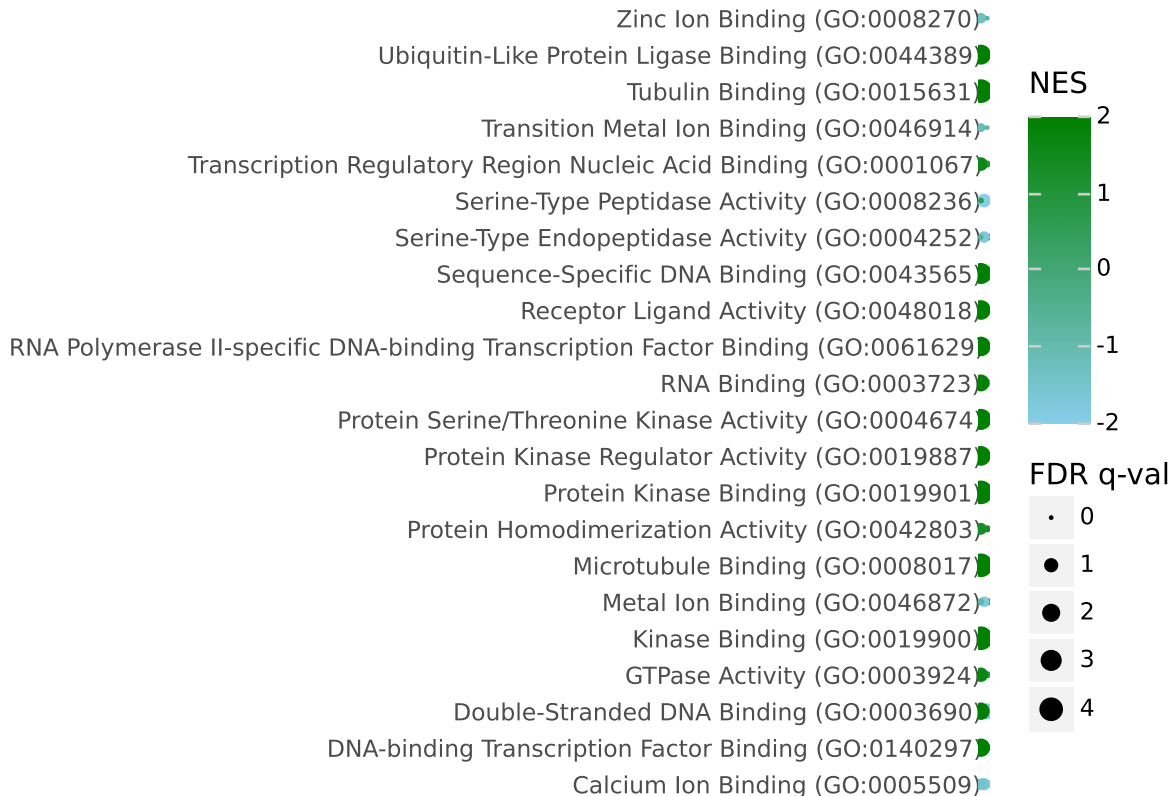 Zinc Ion Binding (GO:0008270)
Ubiquitin-Like Protein Ligase Binding (GO:0044389)
Tubulin Binding (GO:0015631)
Transition Metal Ion Binding (GO:0046914)
Transcription Regulatory Region Nucleic Acid Binding (GO:0001067)
Serine-Type Peptidase Activity (GO:0008236)
Serine-Type Endopeptidase Activity (GO:0004252)
Sequence-Specific DNA Binding (GO:0043565)
Receptor Ligand Activity (GO:0048018)
RNA Polymerase II-specific DNA-binding Transcription Factor Binding (GO:0061629)
RNA Binding (GO:0003723)
Protein Serine/Threonine Kinase Activity (GO:0004674)
Protein Kinase Regulator Activity (GO:0019887)
Protein Kinase Binding (GO:0019901)
Protein Homodimerization Activity (GO:0042803)
Microtubule Binding (GO:0008017)
Metal Ion Binding (GO:0046872)
Kinase Binding (GO:0019900)
GTPase Activity (GO:0003924)
Double-Stranded DNA Binding (GO:0003690)
DNA-binding Transcription Factor Binding (GO:0140297)
Calcium Ion Binding (GO:0005509)
NES
2
1
0
-1
-2
FDR q-val
0
1
2
3
4